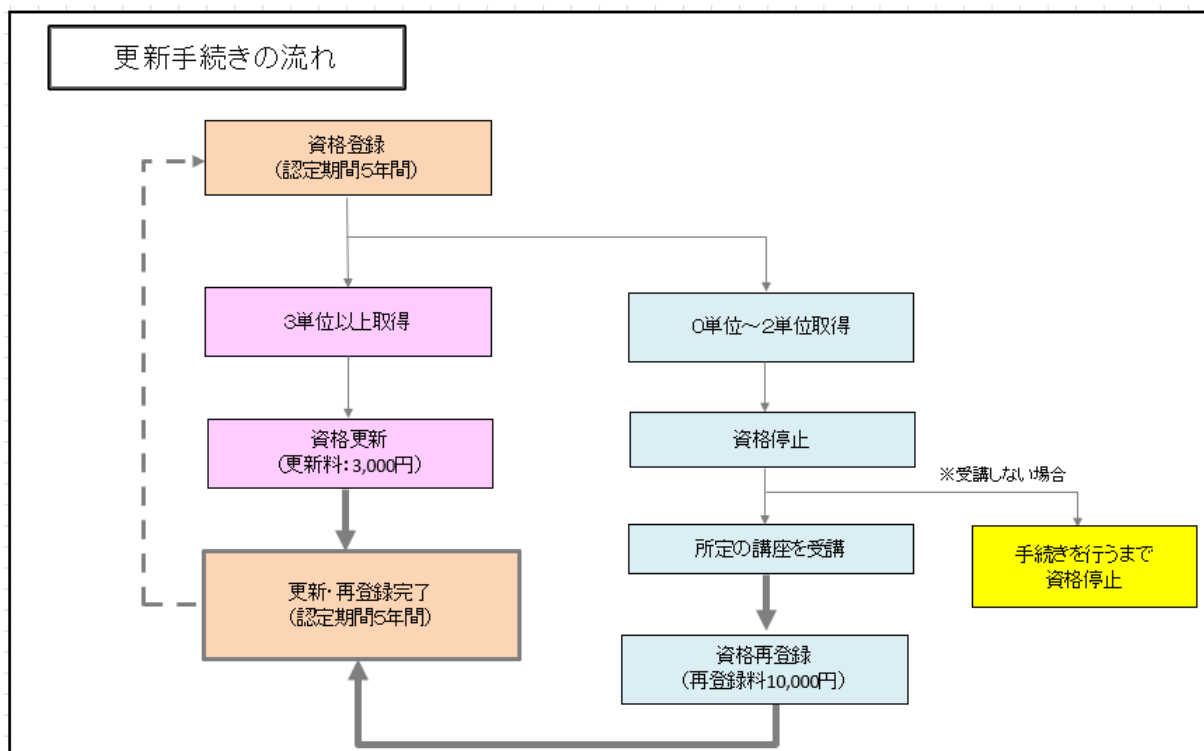 更新手続きの流れ
資格登録
(認定期間5年間)
3単位以上取得
0単位～2単位取得
資格更新
(更新料：3,000円)
資格停止
※受講しない場合
所定の講座を受講
手続きを行うまで
資格停止
更新・再登録完了
(認定期間5年間)
資格再登録
(再登録料10,000円)